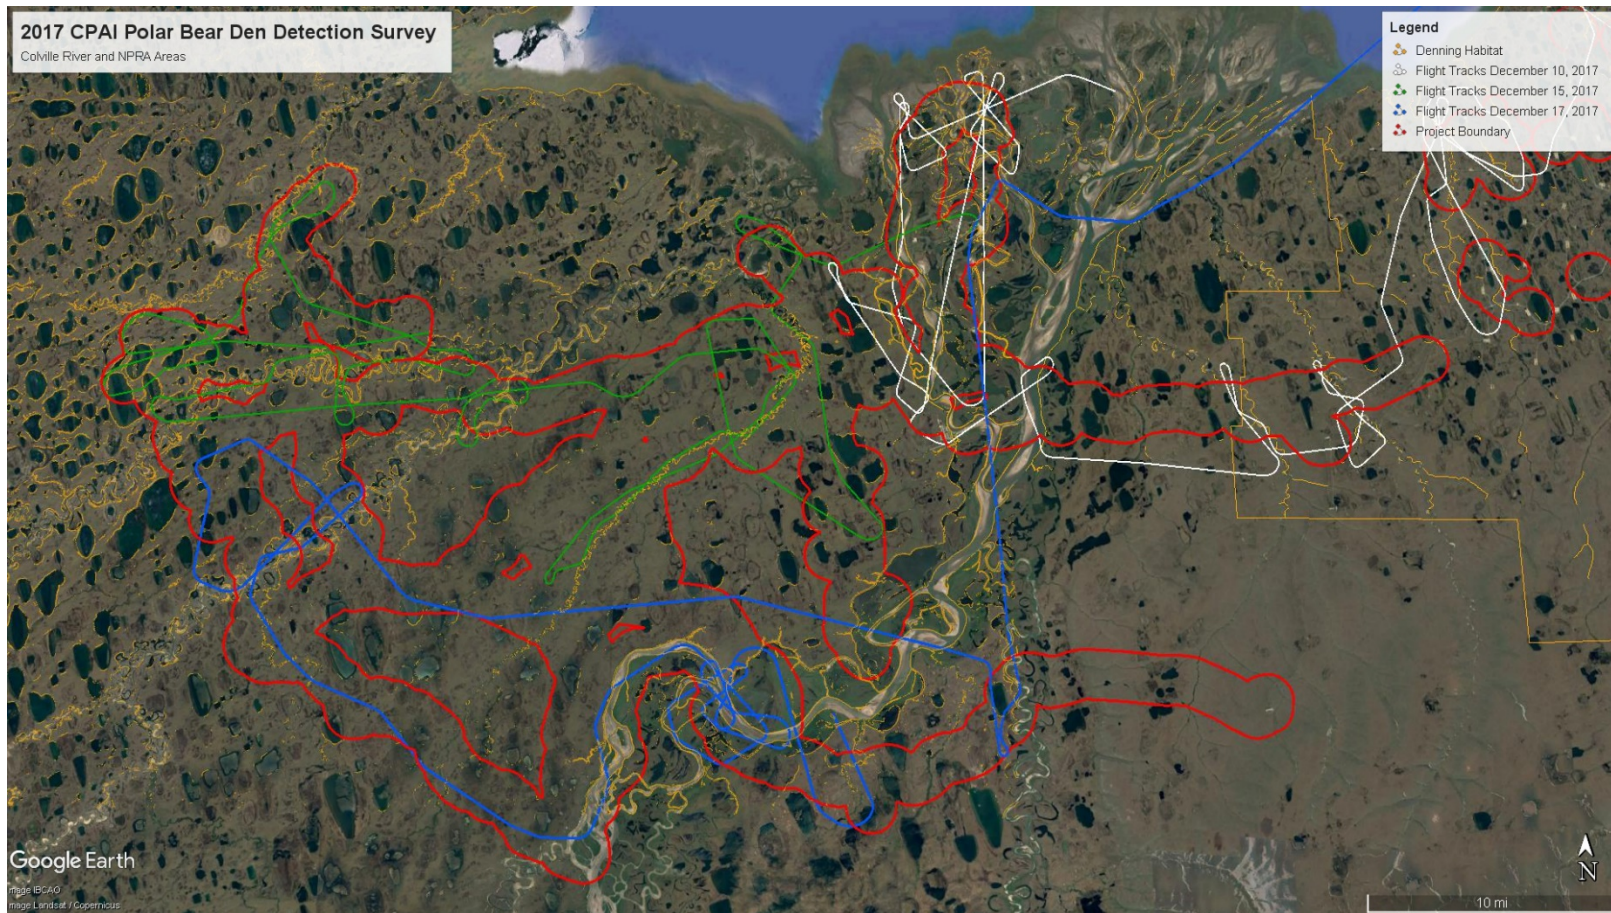 2017 CPAI Polar Bear Den Detection Survey
Colville River and NPRA Areas
Legend
Denning Habitat
Flight Tracks December 10, 2017
Flight Tracks December 15, 2017
Flight Tracks December 17, 2017
Project Boundary
Google Earth
mage IBCAO
mage Landsat / Copernicus
N
10 mi